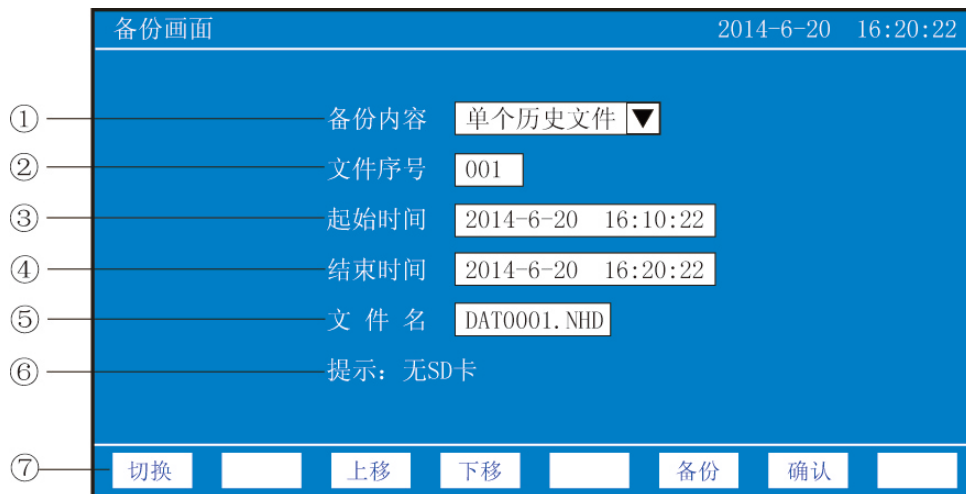 备份画面 2014-6-20 16:20:22
① 备份内容 单个历史文件 ▼
② 文件序号 001
③ 起始时间 2014-6-20 16:10:22
④ 结束时间 2014-6-20 16:20:22
⑤ 文 件 名 DAT0001.NHD
⑥ 提示：无SD卡
⑦ 切换 上移 下移 备份 确认